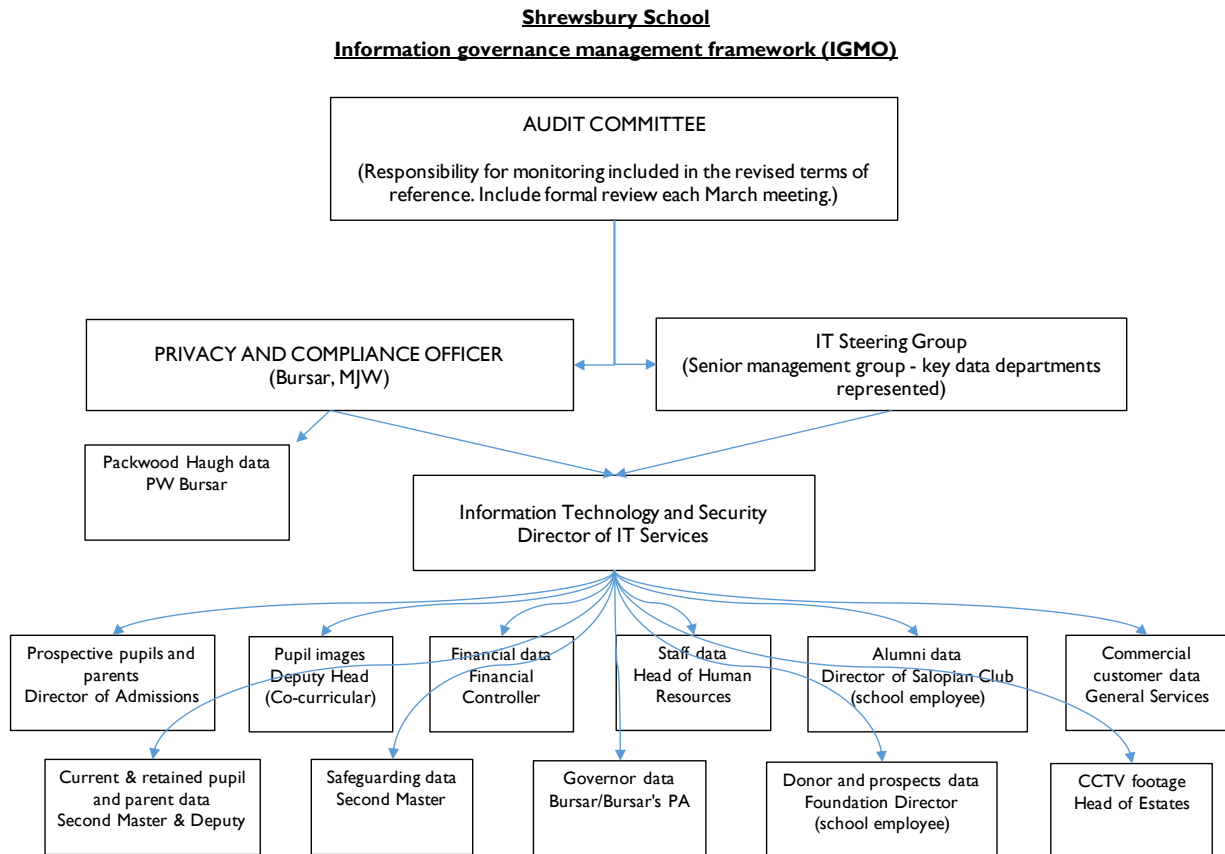 Shrewsbury School
Information governance management framework (IGMO)
AUDIT COMMITTEE
(Responsibility for monitoring included in the revised terms of
reference. Include formal review each March meeting.)
PRIVACY AND COMPLIANCE OFFICER
(Bursar, MJW)
IT Steering Group
(Senior management group - key data departments
represented)
Packwood Haugh data
PW Bursar
Information Technology and Security
Director of IT Services
Prospective pupils and
parents
Director of Admissions
Pupil images
Deputy Head
(Co-curricular)
Financial data
Financial
Controller
Staff data
Head of Human
Resources
Alumni data
Director of Salopian Club
(school employee)
Commercial
customer data
General Services
Current & retained pupil
and parent data
Second Master & Deputy
Safeguarding data
Second Master
Governor data
Bursar/Bursar's PA
Donor and prospects data
Foundation Director
(school employee)
CCTV footage
Head of Estates